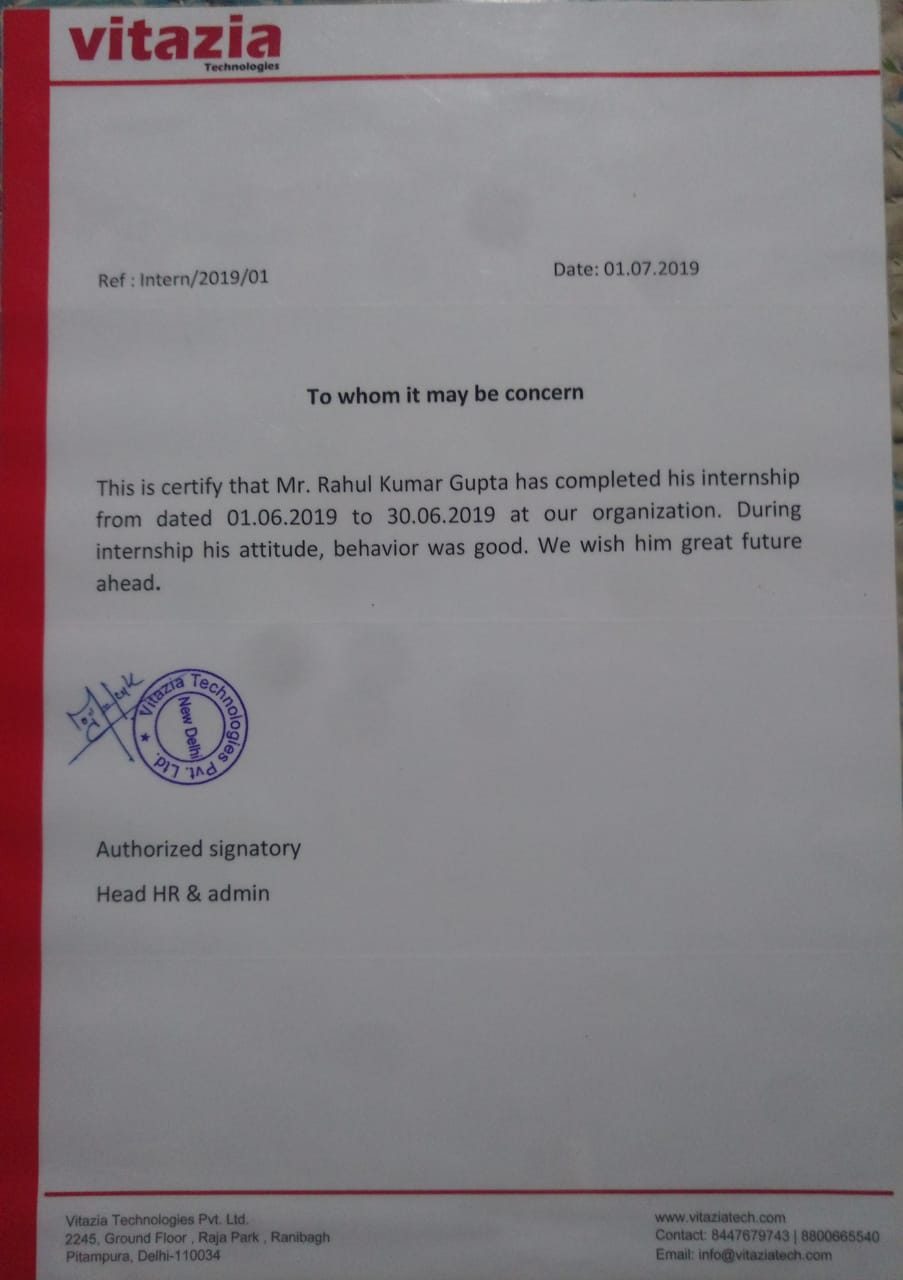 vitazia
Technologies
Ref : Intern/2019/01
Date: 01.07.2019
To whom it may be concern
This is certify that Mr. Rahul Kumar Gupta has completed his internship
from dated 01.06.2019 to 30.06.2019 at our organization. During
internship his attitude, behavior was good. We wish him great future
ahead.
Vitazia Technologies Pvt. Ltd. ★
New Delhi
Authorized signatory
Head HR & admin
Vitazia Technologies Pvt. Ltd.
2245, Ground Floor , Raja Park , Ranibagh
Pitampura, Delhi-110034
www.vitaziatech.com
Contact: 8447679743 | 8800665540
Email: info@vitaziatech.com